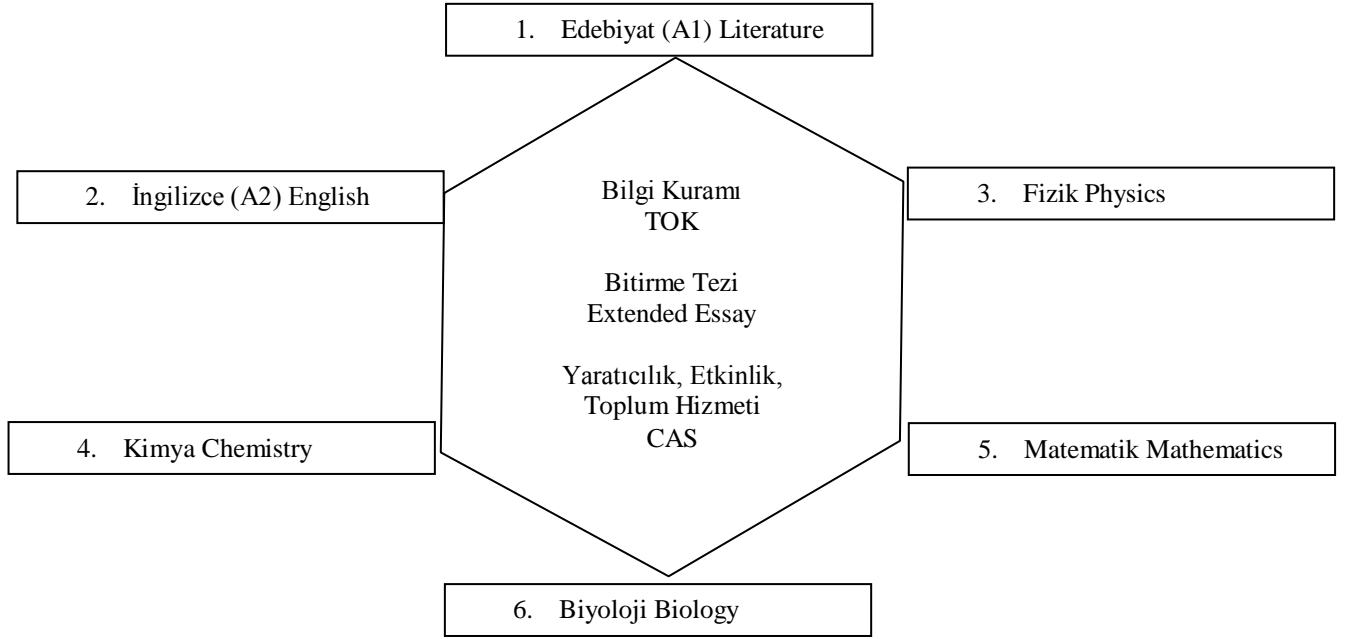 1. Edebiyat (A1) Literature
2. İngilizce (A2) English
Bilgi Kuramı
TOK
3. Fizik Physics
Bitirme Tezi
Extended Essay
Yaratıcılık, Etkinlik,
Toplum Hizmeti
CAS
4. Kimya Chemistry
5. Matematik Mathematics
6. Biyoloji Biology